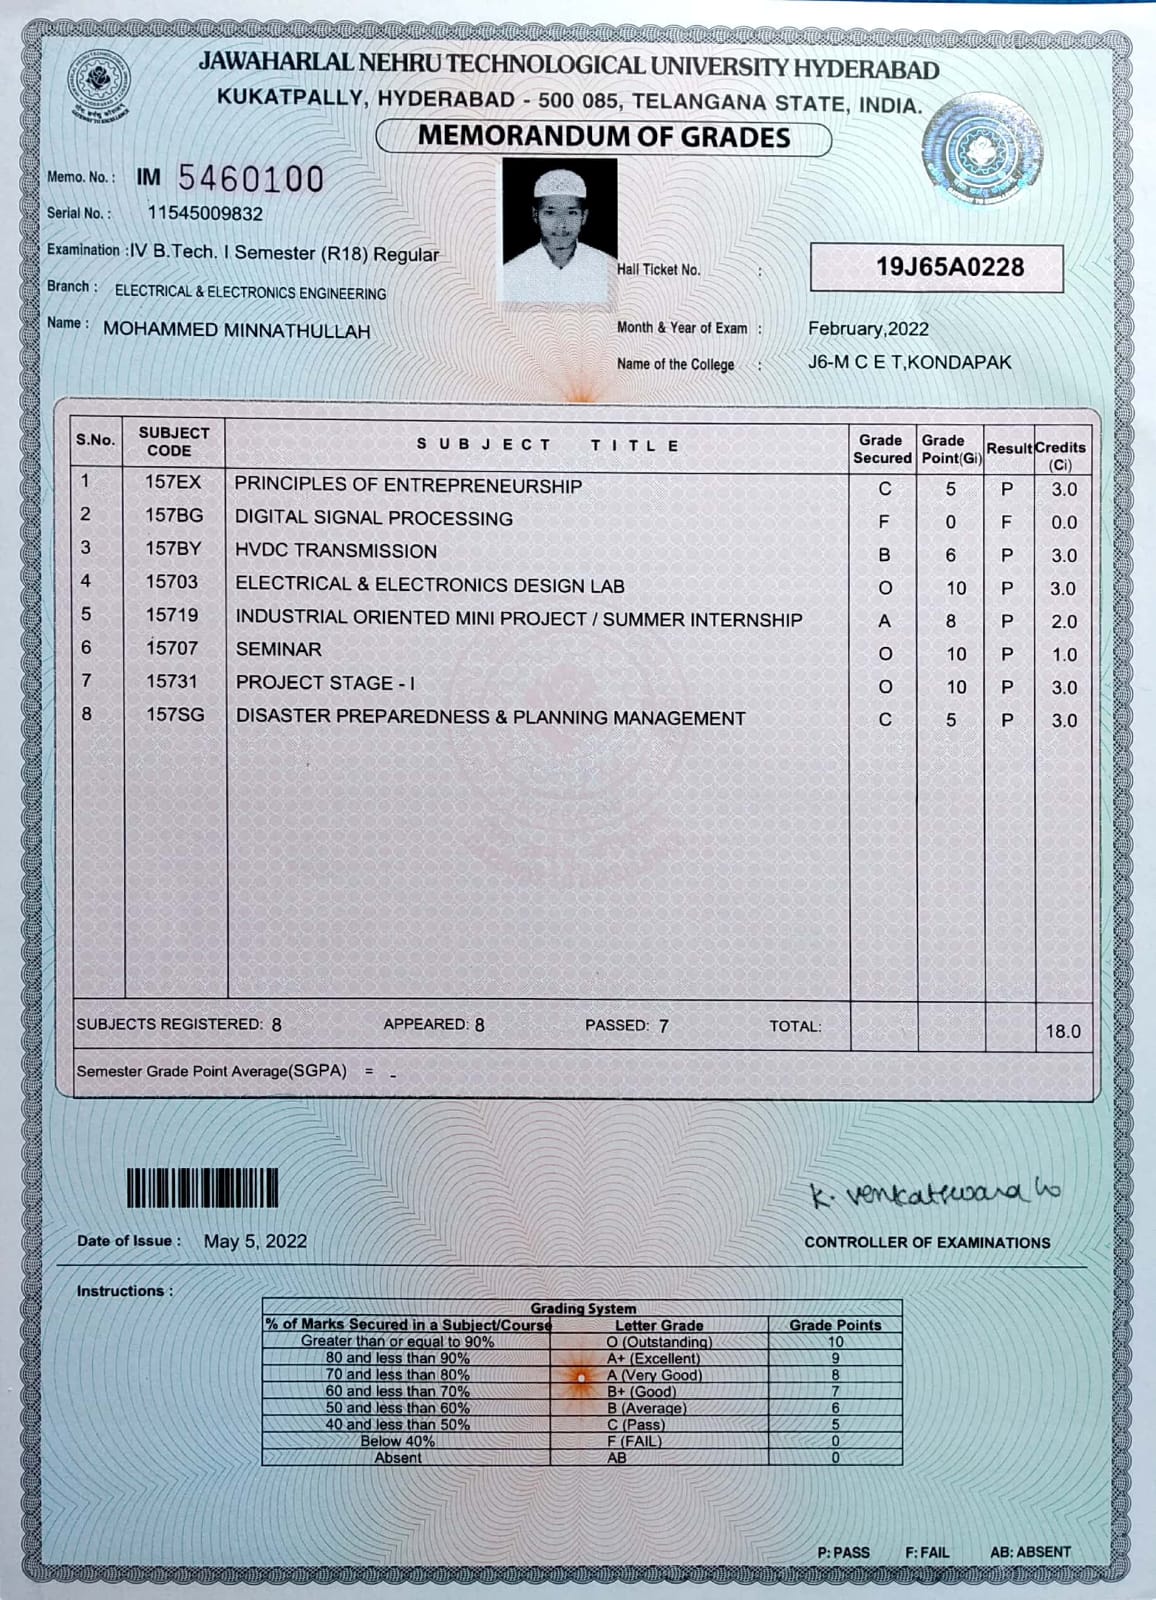 JAWAHARLAL NEHRU TECHNOLOGICAL UNIVERSITY HYDERABAD
KUKATPALLY, HYDERABAD - 500 085, TELANGANA STATE, INDIA.
MEMORANDUM OF GRADES
Memo. No. : IM 5460100
Serial No. : 11545009832
Examination : IV B.Tech. I Semester (R18) Regular
Hall Ticket No. : 19J65A0228
Branch : ELECTRICAL & ELECTRONICS ENGINEERING
Name : MOHAMMED MINNATHULLAH
Month & Year of Exam : February,2022
Name of the College : J6-M C E T,KONDAPAK
S.No. SUBJECT CODE SUBJECT TITLE Grade Secured Grade Point(Gi) Result Credits (Ci)
1 157EX PRINCIPLES OF ENTREPRENEURSHIP C 5 P 3.0
2 157BG DIGITAL SIGNAL PROCESSING F 0 F 0.0
3 157BY HVDC TRANSMISSION B 6 P 3.0
4 15703 ELECTRICAL & ELECTRONICS DESIGN LAB O 10 P 3.0
5 15719 INDUSTRIAL ORIENTED MINI PROJECT / SUMMER INTERNSHIP A 8 P 2.0
6 15707 SEMINAR O 10 P 1.0
7 15731 PROJECT STAGE - I O 10 P 3.0
8 157SG DISASTER PREPAREDNESS & PLANNING MANAGEMENT C 5 P 3.0
SUBJECTS REGISTERED: 8 APPEARED: 8 PASSED: 7 TOTAL: 18.0
Semester Grade Point Average(SGPA) = -
K. Venkateswara
Date of Issue : May 5, 2022
CONTROLLER OF EXAMINATIONS
Instructions :
Grading System
% of Marks Secured in a Subject/Course Letter Grade Grade Points
Greater than or equal to 90% O (Outstanding) 10
80 and less than 90% A+ (Excellent) 9
70 and less than 80% A (Very Good) 8
60 and less than 70% B+ (Good) 7
50 and less than 60% B (Average) 6
40 and less than 50% C (Pass) 5
Below 40% F (FAIL) 0
Absent AB 0
P: PASS F: FAIL AB: ABSENT